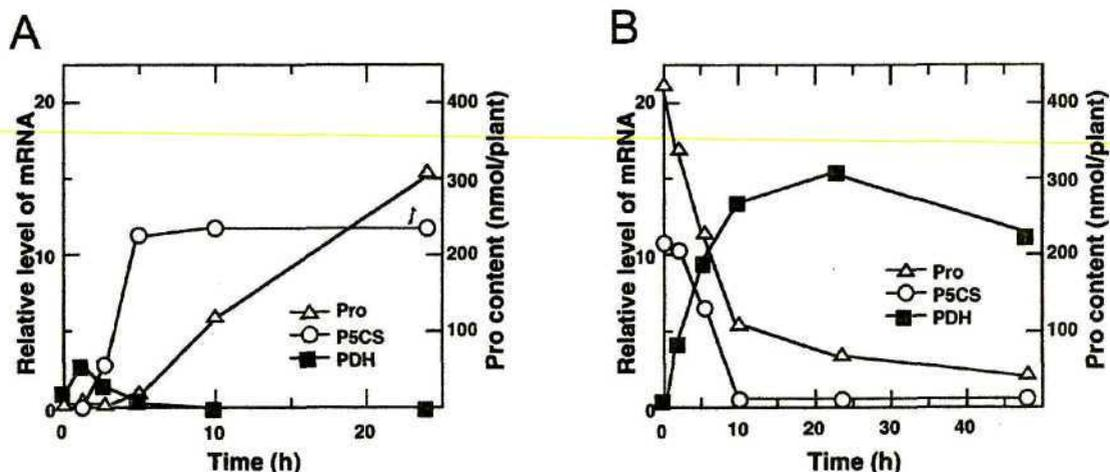 A
Relative level of mRNA
20
10
0
0
10
20
Time (h)
400
300
200
100
Pro content (nmol/plant)
Pro
P5CS
PDH
B
Relative level of mRNA
20
10
0
0
10
20
30
40
Time (h)
400
300
200
100
Pro content (nmol/plant)
Pro
P5CS
PDH